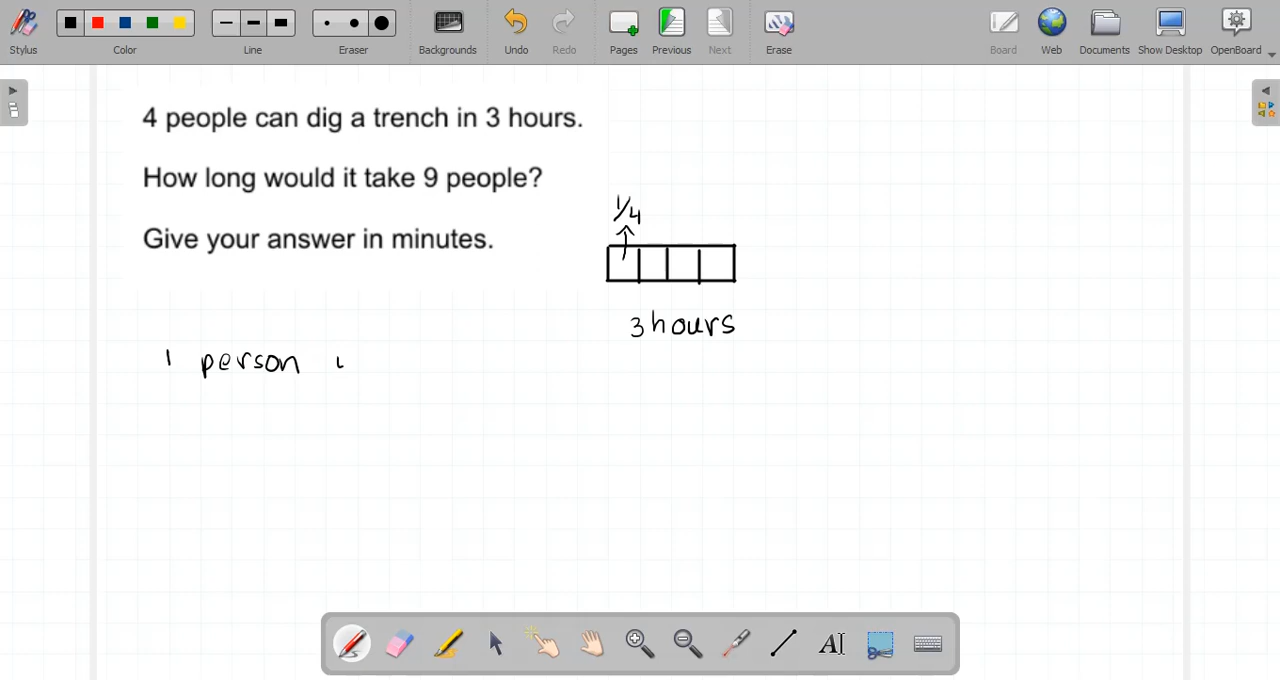 Stylus
Color
Line
Eraser
Backgrounds
Undo
Redo
Pages
Previous
Next
Erase
Board
Web
Documents
Show Desktop
OpenBoard
4 people can dig a trench in 3 hours.
How long would it take 9 people?
Give your answer in minutes.
1/4
3 hours
1 person